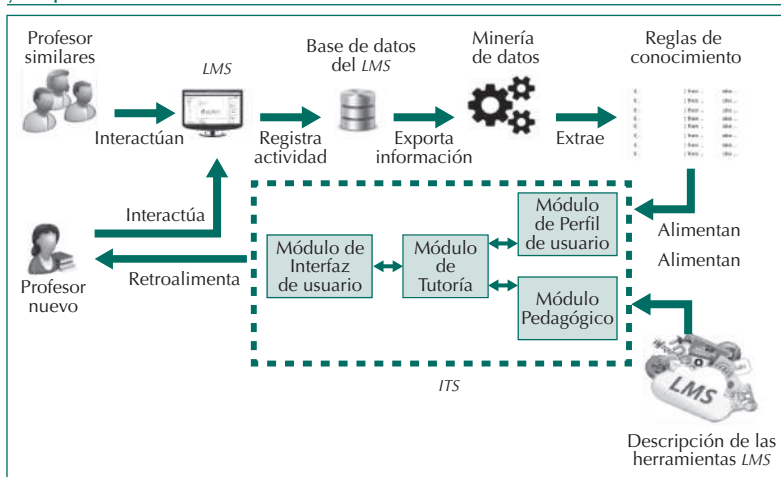 Profesor
similares
LMS
Base de datos
del LMS
Minería
de datos
Reglas de
conocimiento
Interactúan
Registra
actividad
Exporta
información
Extrae
Interactúa
Retroalimenta
Profesor
nuevo
Módulo de
Interfaz
de usuario
Módulo
de
Tutoría
Módulo
de Perfil
de usuario
Módulo
Pedagógico
Alimentan
Alimentan
ITS
LMS
Descripción de las
herramientas LMS